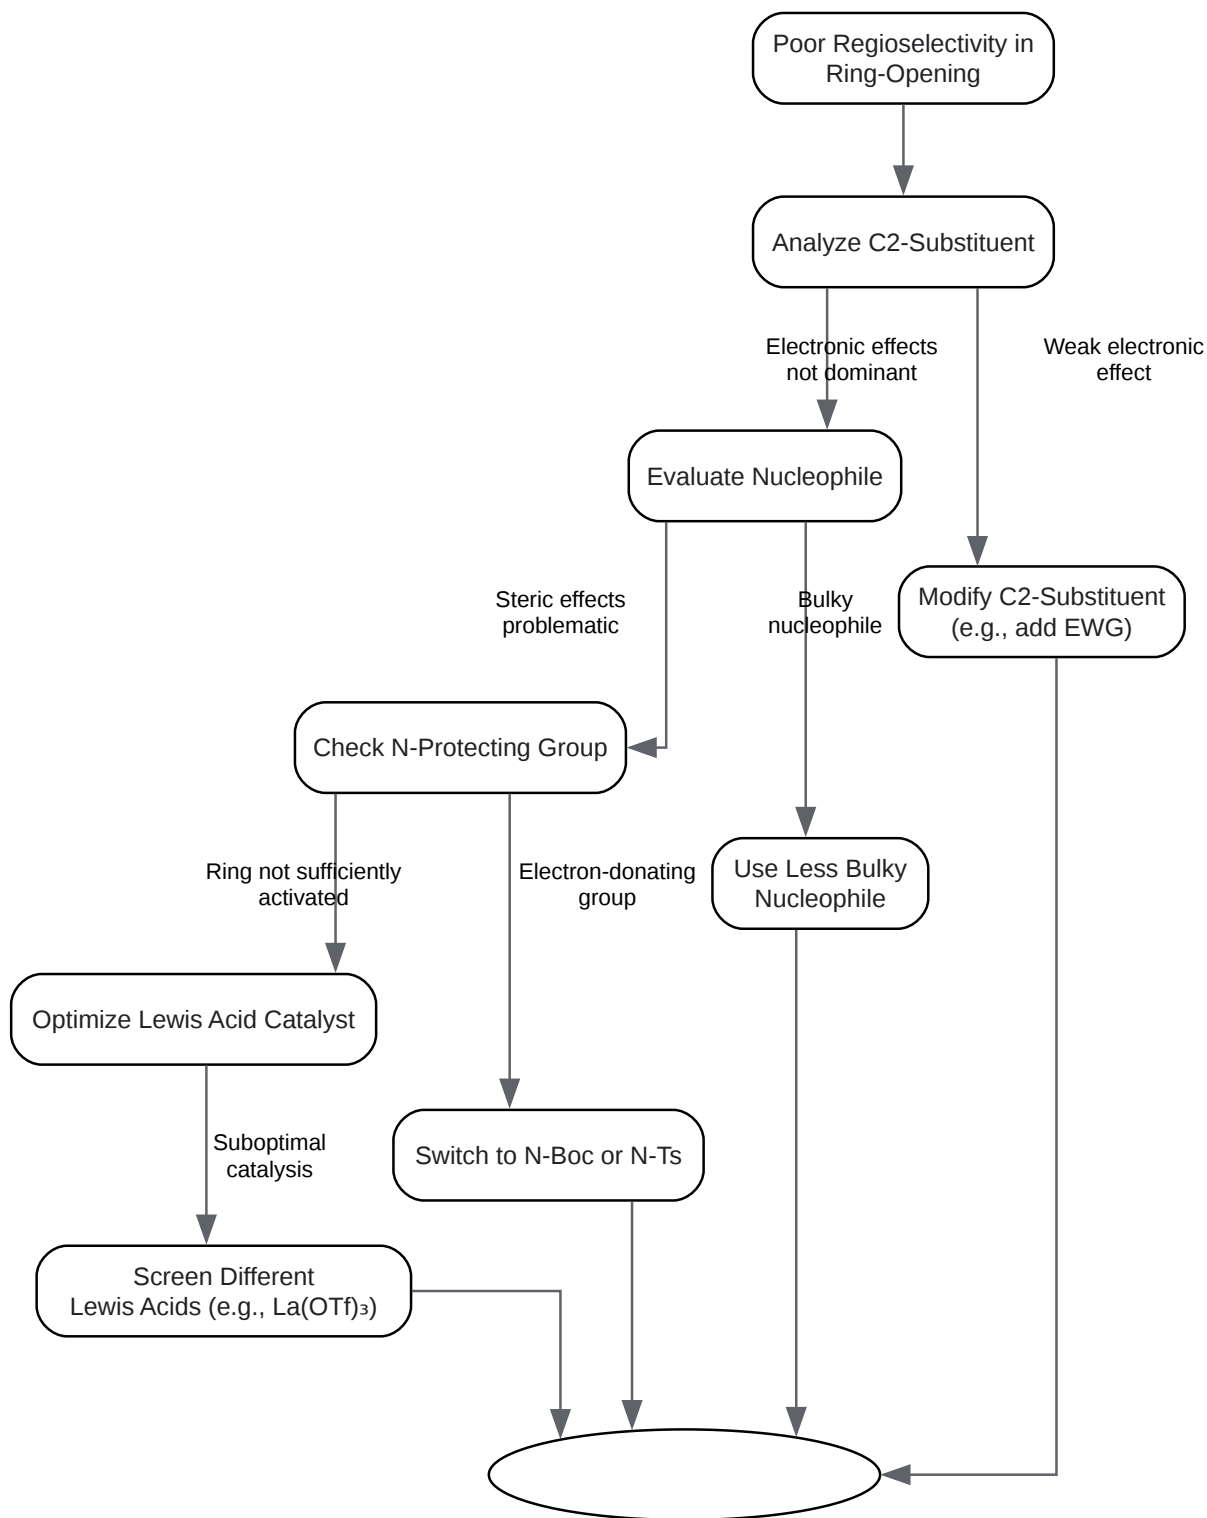 Poor Regioselectivity in
Ring-Opening
Analyze C2-Substituent
Electronic effects
not dominant
Weak electronic
effect
Evaluate Nucleophile
Steric effects
problematic
Bulky
nucleophile
Modify C2-Substituent
(e.g., add EWG)
Check N-Protecting Group
Ring not sufficiently
activated
Electron-donating
group
Use Less Bulky
Nucleophile
Optimize Lewis Acid Catalyst
Suboptimal
catalysis
Switch to N-Boc or N-Ts
Screen Different
Lewis Acids (e.g., La(OTf)₃)